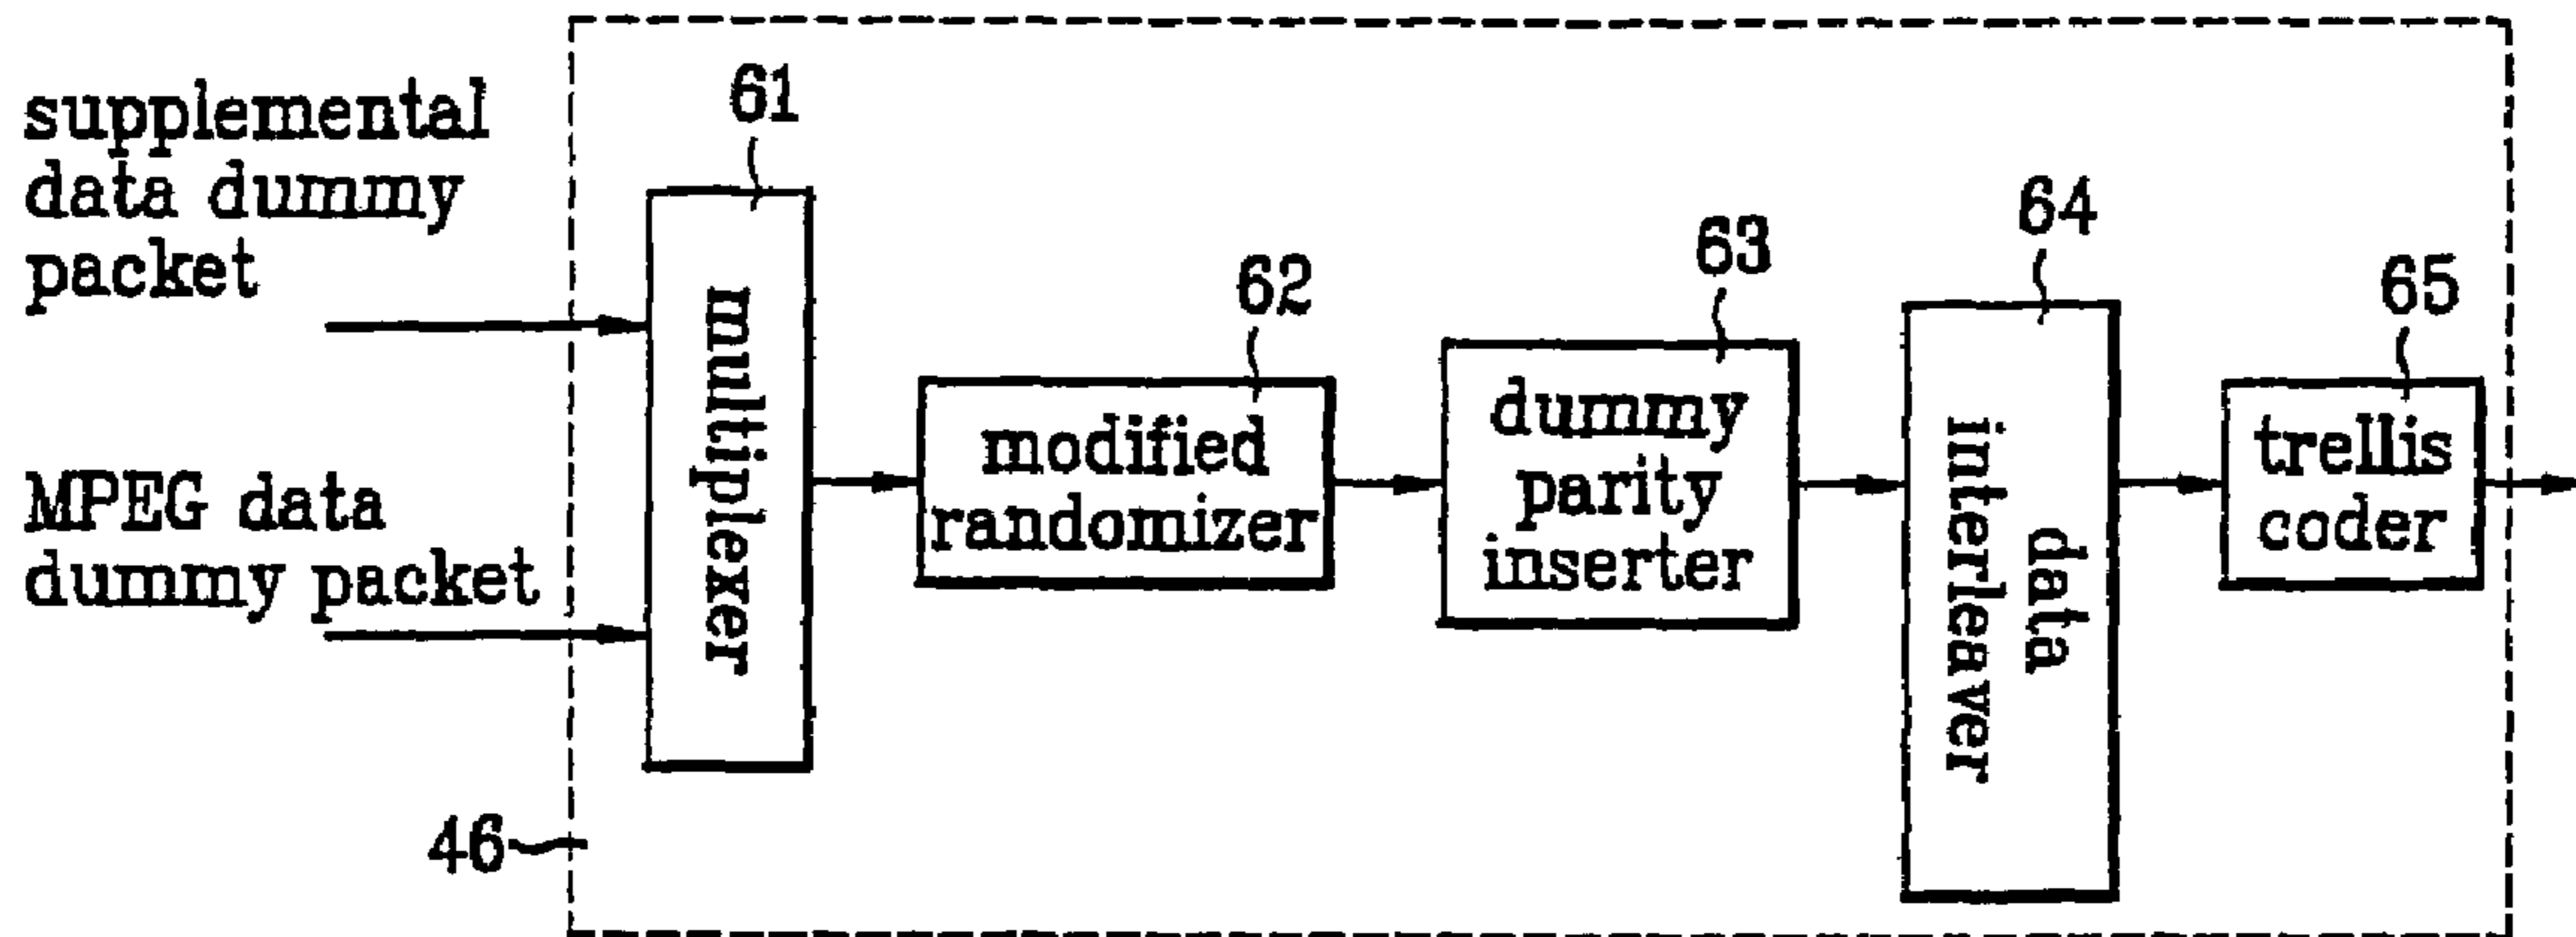 supplemental
data dummy
packet
MPEG data
dummy packet
46
61
multiplexer
62
modified
randomizer
63
dummy
parity
inserter
64
data
interleaver
65
trellis
coder